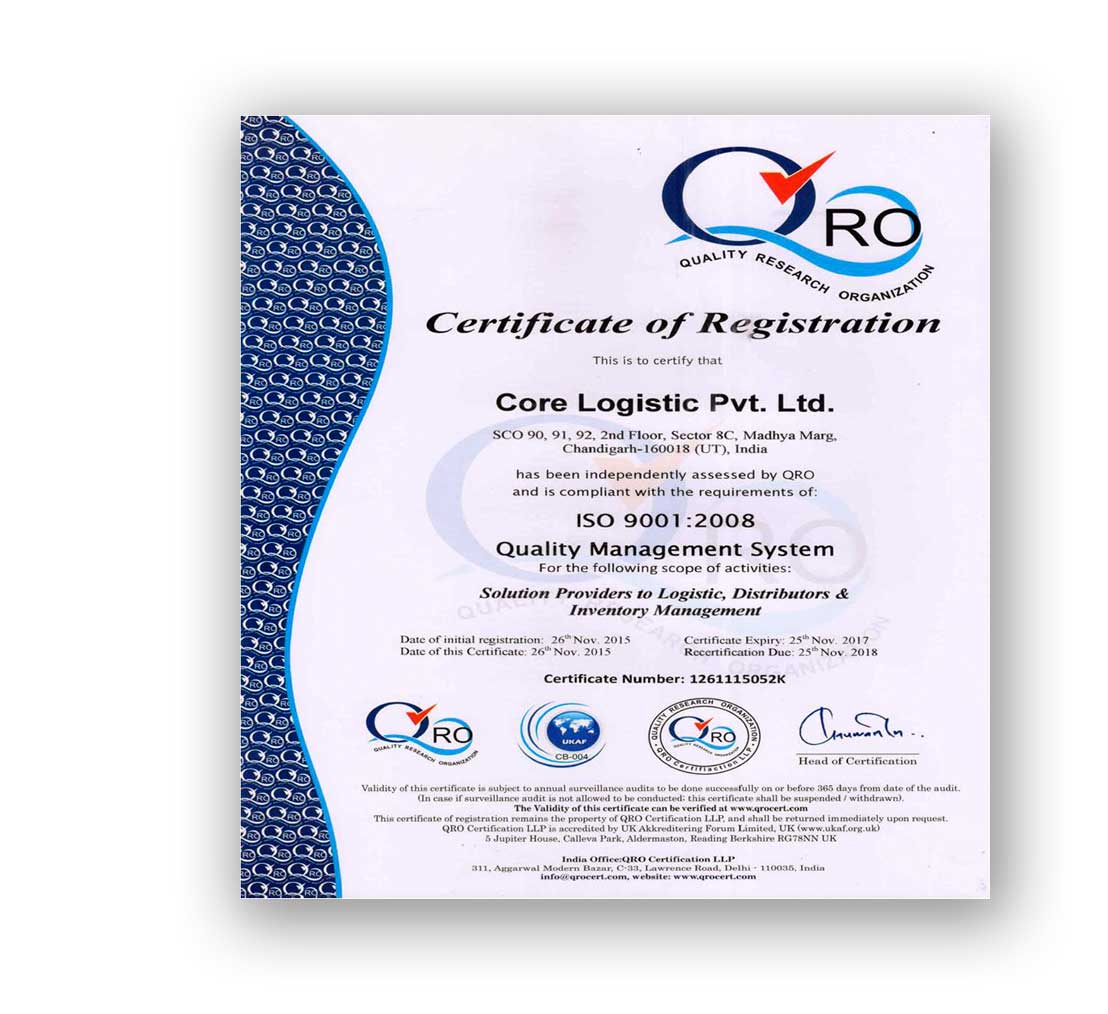 QRO
QUALITY RESEARCH ORGANIZATION
Certificate of Registration
This is to certify that
Core Logistic Pvt. Ltd.
SCO 90, 91, 92, 2nd Floor, Sector 8C, Madhya Marg,
Chandigarh-160018 (UT), India
has been independently assessed by QRO
and is compliant with the requirements of:
ISO 9001:2008
Quality Management System
For the following scope of activities:
Solution Providers to Logistic, Distributors &
Inventory Management
Date of initial registration: 26th Nov. 2015 Certificate Expiry: 25th Nov. 2017
Date of this Certificate: 26th Nov. 2015 Recertification Due: 25th Nov. 2018
Certificate Number: 1261115052K
QRO
QUALITY RESEARCH ORGANIZATION
UKAF
CB-004
QUALITY RESEARCH ORGANIZATION
QRO
QUALITY RESEARCH ORGANIZATION
QRO Certifiaction LLP
Head of Certification
Validity of this certificate is subject to annual surveillance audits to be done successfully on or before 365 days from date of the audit.
(In case if surveillance audit is not allowed to be conducted; this certificate shall be suspended / withdrawn).
The Validity of this certificate can be verified at www.qrocert.com
This certificate of registration remains the property of QRO Certification LLP, and shall be returned immediately upon request.
QRO Certification LLP is accredited by UK Akkreditering Forum Limited, UK (www.ukaf.org.uk)
5 Jupiter House, Calleva Park, Aldermaston, Reading Berkshire RG78NN UK
India Office:QRO Certification LLP
311, Aggarwal Modern Bazar, C-33, Lawrence Road, Delhi - 110035, India
info@qrocert.com, website: www.qrocert.com